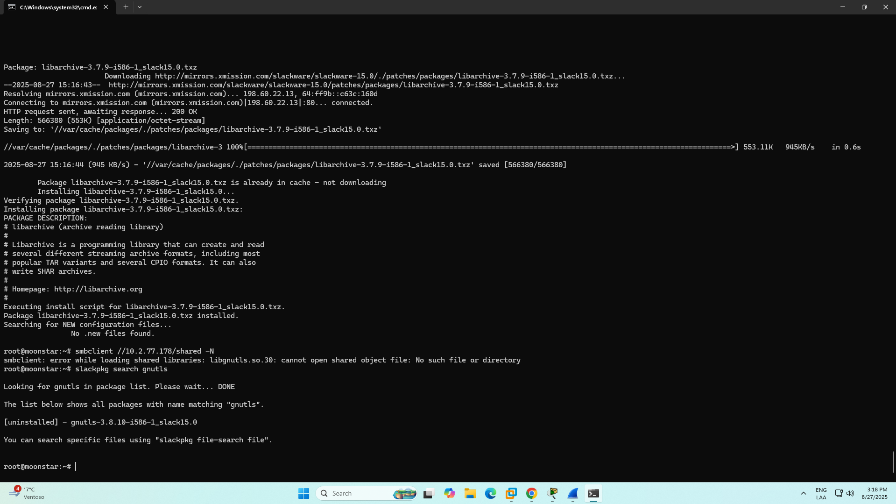 C:\Windows\system32\cmd.e
Package: libarchive-3.7.9-i586-1_slack15.0.txz
Downloading http://mirrors.xmission.com/slackware/slackware-15.0/./patches/packages/libarchive-3.7.9-i586-1_slack15.0.txz...
--2025-08-27 15:16:43--  http://mirrors.xmission.com/slackware/slackware-15.0/patches/packages/libarchive-3.7.9-i586-1_slack15.0.txz
Resolving mirrors.xmission.com (mirrors.xmission.com)... 198.60.22.13, 64:ff9b::c63c:160d
Connecting to mirrors.xmission.com (mirrors.xmission.com)|198.60.22.13|:80... connected.
HTTP request sent, awaiting response... 200 OK
Length: 566380 (553K) [application/octet-stream]
Saving to: '//var/cache/packages/./patches/packages/libarchive-3.7.9-i586-1_slack15.0.txz'
//var/cache/packages/./patches/packages/libarchive-3 100%[=====================================================================================================>] 553.11K   945KB/s    in 0.6s
2025-08-27 15:16:44 (945 KB/s) - '//var/cache/packages/./patches/packages/libarchive-3.7.9-i586-1_slack15.0.txz' saved [566380/566380]
Package libarchive-3.7.9-i586-1_slack15.0.txz is already in cache - not downloading
Installing libarchive-3.7.9-i586-1_slack15.0...
Verifying package libarchive-3.7.9-i586-1_slack15.0.txz.
Installing package libarchive-3.7.9-i586-1_slack15.0.txz:
PACKAGE DESCRIPTION:
# libarchive (archive reading library)
#
# Libarchive is a programming library that can create and read
# several different streaming archive formats, including most
# popular TAR variants and several CPIO formats. It can also
# write SHAR archives.
#
# Homepage: http://libarchive.org
#
Executing install script for libarchive-3.7.9-i586-1_slack15.0.txz.
Package libarchive-3.7.9-i586-1_slack15.0.txz installed.
Searching for NEW configuration files...
No .new files found.
root@moonstar:~# smbclient //10.2.77.178/shared -N
smbclient: error while loading shared libraries: libgnutls.so.30: cannot open shared object file: No such file or directory
root@moonstar:~# slackpkg search gnutls
Looking for gnutls in package list. Please wait... DONE
The list below shows all packages with name matching "gnutls".
[uninstalled] - gnutls-3.8.10-i586-1_slack15.0
You can search specific files using "slackpkg file-search file".
root@moonstar:~#
4
-7°C
Ventoso
Search
ENG
LAA
3:18 PM
8/27/2025